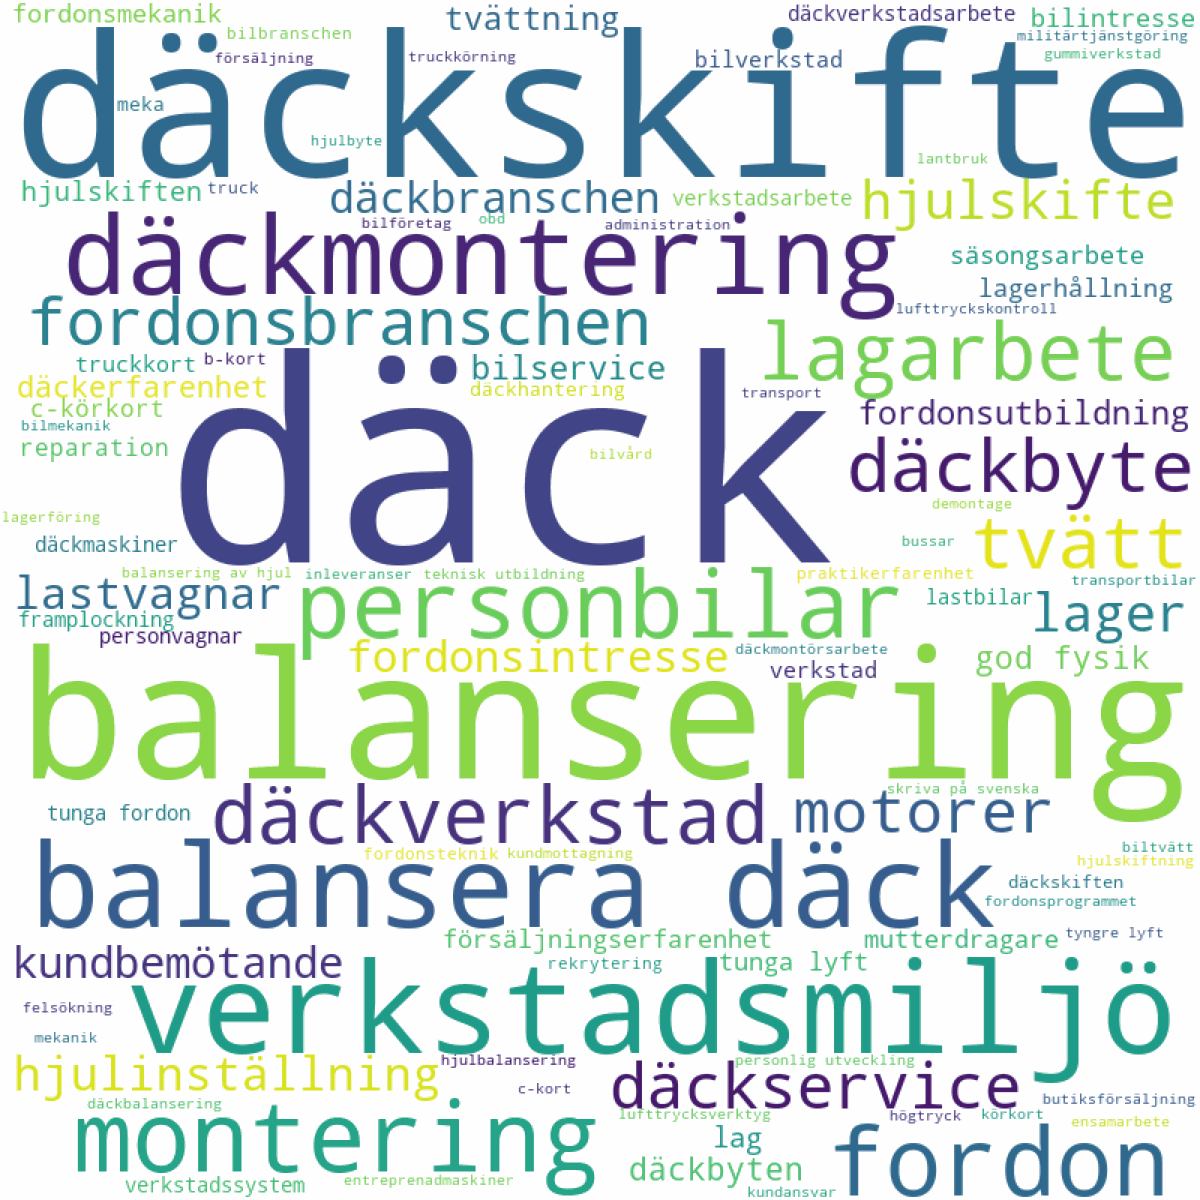 fordonsmekanik
tvättning
däckverkstadsarbete
bilintresse
bilbranschen
militärtjänstgöring
försäljning
truckkörning
bilverkstad
gummiverkstad
däckskifte
meka
hjulbyte
lantbruk
hjulskiften
truck
däckbranschen
verkstadsarbete
hjulskifte
bilföretag
obd
administration
däckmontering
säsongsarbete
lagerhållning
lufttryckskontroll
fordonsbranschen
lagarbete
truckkort
b-kort
bilservice
däckerfarenhet
däckhantering
transport
c-körkort
fordonsutbildning
bilmekanik
reparation
däck
bilvård
däckbyte
lagerföring
demontage
däckmaskiner
bussar
tvätt
balansering av hjul
inleveranser
teknisk utbildning
praktikerfarenhet
transportbilar
lastvagnar
personbilar
lastbilar
lager
framplockning
personvagnar
fordonsintresse
däckmontörsarbete
verkstad
god fysik
balansering
skriva på svenska
tunga fordon
däckverkstad
motorer
fordonsteknik
kundmottagning
biltvätt
hjulskiftning
balansera däck
däckskiften
fordonsprogrammet
försäljningserfarenhet
mutterdragare
tyngre lyft
kundbemötande
rekrytering
tunga lyft
felsökning
verkstadsmiljö
mekanik
hjulinställning
hjulbalansering
personlig utveckling
c-kort
däckservice
däckbalansering
butiksförsäljning
lufttrycksverktyg
högtryck
körkort
ensamarbete
montering
lag
fordon
däckbyten
verkstadssystem
entreprenadmaskiner
kundansvar